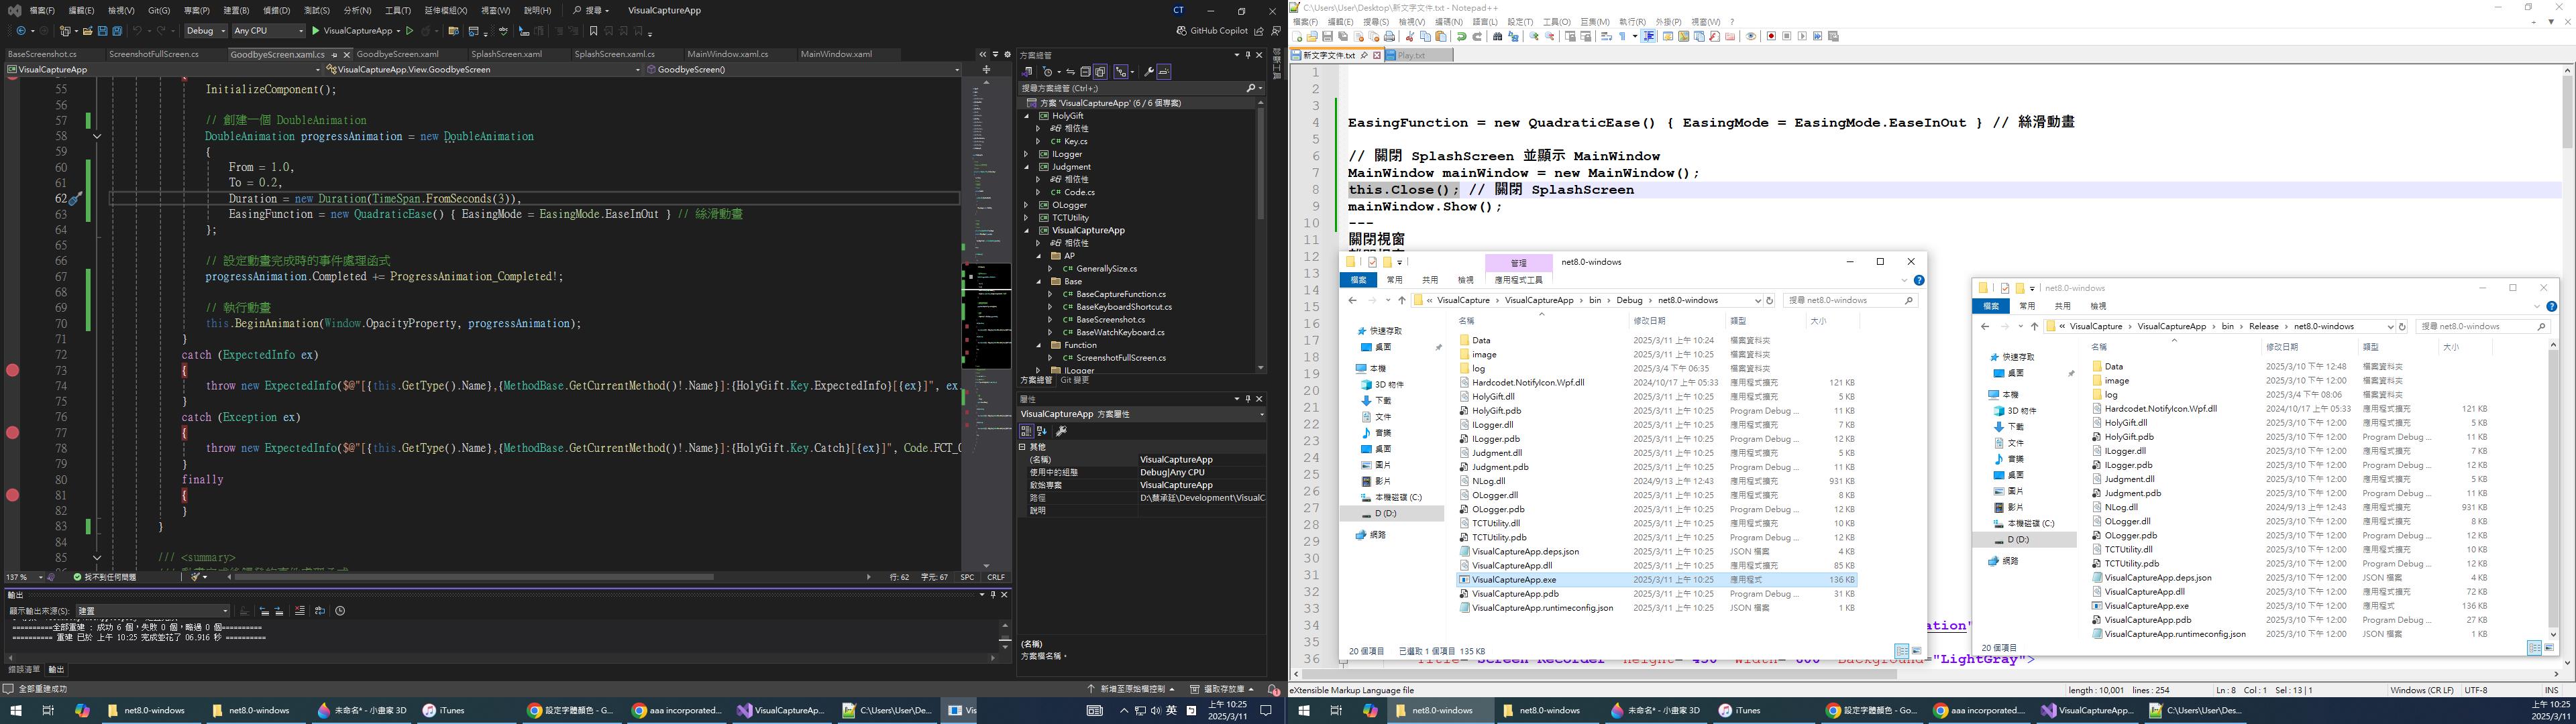 檔案(F) 編輯(E) 檢視(V) Git(G) 專案(P) 建置(B) 偵錯(D) 測試(S) 分析(N) 工具(T) 延伸模組(X) 視窗(W) 說明(H) 搜尋 VisualCaptureApp CT
Debug Any CPU VisualCaptureApp GitHub Copilot
BaseScreenshot.cs ScreenshotFullScreen.cs GoodbyeScreen.xaml.cs GoodbyeScreen.xaml SplashScreen.xaml SplashScreen.xaml.cs MainWindow.xaml.cs MainWindow.xaml
VisualCaptureApp VisualCaptureApp.View.GoodbyeScreen GoodbyeScreen()
55 InitializeComponent();
56
57 // 創建一個 DoubleAnimation
58 DoubleAnimation progressAnimation = new DoubleAnimation
59 {
60 From = 1.0,
61 To = 0.2,
62 Duration = new Duration(TimeSpan.FromSeconds(3)),
63 EasingFunction = new QuadraticEase() { EasingMode = EasingMode.EaseInOut } // 絲滑動畫
64 };
65
66 // 設定動畫完成時的事件處理函式
67 progressAnimation.Completed += ProgressAnimation_Completed!;
68
69 // 執行動畫
70 this.BeginAnimation(Window.OpacityProperty, progressAnimation);
71 }
72 catch (ExpectedInfo ex)
73 {
74 throw new ExpectedInfo($@"[{this.GetType().Name},{MethodBase.GetCurrentMethod()!.Name}]:{HolyGift.Key.ExpectedInfo}[{ex}]", ex
75 }
76 catch (Exception ex)
77 {
78 throw new ExpectedInfo($@"[{this.GetType().Name},{MethodBase.GetCurrentMethod()!.Name}]:{HolyGift.Key.Catch}[{ex}]", Code.FCT_
79 }
80 finally
81 {
82 }
83 }
84
85 /// <summary>
137 % 找不到任何問題 行: 62 字元: 67 SPC CRLF
輸出
顯示輸出來源(S): 建置
==========全部重建 : 成功 6 個，失敗 0 個，略過 0 個==========
========== 重建 已於 上午 10:25 完成並花了 06.916 秒 ==========
錯誤清單 輸出
全部重建成功 新增至原始檔控制 選取存放庫
方案總管
搜尋方案總管 (Ctrl+;)
方案 'VisualCaptureApp' (6 / 6 個專案)
HolyGift
相依性
Key.cs
ILogger
Judgment
相依性
Code.cs
OLogger
TCTUtility
VisualCaptureApp
相依性
AP
GenerallySize.cs
Base
BaseCaptureFunction.cs
BaseKeyboardShortcut.cs
BaseScreenshot.cs
BaseWatchKeyboard.cs
Function
ScreenshotFullScreen.cs
ILogger
方案總管 Git 變更
屬性
VisualCaptureApp 方案屬性
其他
(名稱) VisualCaptureApp
使用中的組態 Debug|Any CPU
啟始專案 VisualCaptureApp
路徑 D:\蔡承廷\Development\VisualC
說明
(名稱)
方案檔名稱。
C:\Users\User\Desktop\新文字文件.txt - Notepad++
檔案(F) 編輯(E) 搜尋(S) 檢視(V) 編碼(N) 語言(L) 設定(T) 工具(O) 巨集(M) 執行(R) 外掛(P) 視窗(W) ?
新文字文件.txt Play.txt
1
2
3
4 EasingFunction = new QuadraticEase() { EasingMode = EasingMode.EaseInOut } // 絲滑動畫
5
6 // 關閉 SplashScreen 並顯示 MainWindow
7 MainWindow mainWindow = new MainWindow();
8 this.Close(); // 關閉 SplashScreen
9 mainWindow.Show();
10 ---
11 關閉視窗
12
13
14
15
16
17
18
19
20
21
22
23
24
25
26
27
28
29
30
31
32
33
34 ation"
35
36 Title="Screen Recorder" Height="450" Width="600" Background="LightGray">
eXtensible Markup Language file length : 10,001 lines : 254 Ln : 8 Col : 1 Sel : 13 | 1 Windows (CR LF) UTF-8 INS
管理 net8.0-windows
檔案 常用 共用 檢視 應用程式工具
« VisualCapture › VisualCaptureApp › bin › Debug › net8.0-windows 搜尋 net8.0-windows
快速存取
桌面
本機
3D 物件
下載
文件
音樂
桌面
圖片
影片
本機磁碟 (C:)
D (D:)
網路
名稱 修改日期 類型 大小
Data 2025/3/11 上午 10:24 檔案資料夾
image 2025/3/11 上午 10:25 檔案資料夾
log 2025/3/4 下午 06:35 檔案資料夾
Hardcodet.NotifyIcon.Wpf.dll 2024/10/17 上午 05:33 應用程式擴充 121 KB
HolyGift.dll 2025/3/11 上午 10:25 應用程式擴充 5 KB
HolyGift.pdb 2025/3/11 上午 10:25 Program Debug ... 11 KB
ILogger.dll 2025/3/11 上午 10:25 應用程式擴充 7 KB
ILogger.pdb 2025/3/11 上午 10:25 Program Debug ... 12 KB
Judgment.dll 2025/3/11 上午 10:25 應用程式擴充 5 KB
Judgment.pdb 2025/3/11 上午 10:25 Program Debug ... 11 KB
NLog.dll 2024/9/13 上午 12:43 應用程式擴充 931 KB
OLogger.dll 2025/3/11 上午 10:25 應用程式擴充 8 KB
OLogger.pdb 2025/3/11 上午 10:25 Program Debug ... 12 KB
TCTUtility.dll 2025/3/11 上午 10:25 應用程式擴充 10 KB
TCTUtility.pdb 2025/3/11 上午 10:25 Program Debug ... 12 KB
VisualCaptureApp.deps.json 2025/3/11 上午 10:25 JSON 檔案 4 KB
VisualCaptureApp.dll 2025/3/11 上午 10:25 應用程式擴充 85 KB
VisualCaptureApp.exe 2025/3/11 上午 10:25 應用程式 136 KB
VisualCaptureApp.pdb 2025/3/11 上午 10:25 Program Debug ... 31 KB
VisualCaptureApp.runtimeconfig.json 2025/3/11 上午 10:25 JSON 檔案 1 KB
20 個項目 已選取 1 個項目 135 KB
net8.0-windows
檔案 常用 共用 檢視
« VisualCapture › VisualCaptureApp › bin › Release › net8.0-windows 搜尋 net8.0-windows
快速存取
桌面
本機
3D 物件
下載
文件
音樂
桌面
圖片
影片
本機磁碟 (C:)
D (D:)
網路
名稱 修改日期 類型 大小
Data 2025/3/10 下午 12:48 檔案資料夾
image 2025/3/10 下午 12:00 檔案資料夾
log 2025/3/4 下午 08:06 檔案資料夾
Hardcodet.NotifyIcon.Wpf.dll 2024/10/17 上午 05:33 應用程式擴充 121 KB
HolyGift.dll 2025/3/10 下午 12:00 應用程式擴充 5 KB
HolyGift.pdb 2025/3/10 下午 12:00 Program Debug ... 11 KB
ILogger.dll 2025/3/10 下午 12:00 應用程式擴充 7 KB
ILogger.pdb 2025/3/10 下午 12:00 Program Debug ... 12 KB
Judgment.dll 2025/3/10 下午 12:00 應用程式擴充 5 KB
Judgment.pdb 2025/3/10 下午 12:00 Program Debug ... 11 KB
NLog.dll 2024/9/13 上午 12:43 應用程式擴充 931 KB
OLogger.dll 2025/3/10 下午 12:00 應用程式擴充 8 KB
OLogger.pdb 2025/3/10 下午 12:00 Program Debug ... 12 KB
TCTUtility.dll 2025/3/10 下午 12:00 應用程式擴充 10 KB
TCTUtility.pdb 2025/3/10 下午 12:00 Program Debug ... 12 KB
VisualCaptureApp.deps.json 2025/3/10 下午 12:00 JSON 檔案 4 KB
VisualCaptureApp.dll 2025/3/10 下午 12:00 應用程式擴充 72 KB
VisualCaptureApp.exe 2025/3/10 下午 12:00 應用程式 136 KB
VisualCaptureApp.pdb 2025/3/10 下午 12:00 Program Debug ... 27 KB
VisualCaptureApp.runtimeconfig.json 2025/3/10 下午 12:00 JSON 檔案 1 KB
20 個項目
net8.0-windows net8.0-windows 未命名* - 小畫家 3D iTunes 設定字體顏色 - G... aaa incorporated... VisualCaptureApp... C:\Users\User\De... Vis 英 上午 10:25 2025/3/11
net8.0-windows net8.0-windows 未命名* - 小畫家 3D iTunes 設定字體顏色 - Go... aaa incorporated.... VisualCaptureApp... C:\Users\User\Des... 上午 10:25 2025/3/11